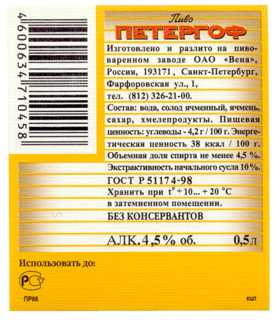 Пиво
ПЕТЕРГОФ
Изготовлено и разлито на пиво-
варенном заводе ОАО «Вена»,
Россия, 193171, Санкт-Петербург,
Фарфоровская ул., 1,
тел. (812) 326-21-00.
Состав: вода, солод ячменный, ячмень,
сахар, хмелепродукты. Пищевая
ценность: углеводы - 4,2г / 100 г. Энерге-
тическая ценность 38 ккал / 100 г.
Объемная доля спирта не менее 4,5 %.
Экстрактивность начального сусла 10 %.
ГОСТ Р 51174-98
Хранить при t° + 10... + 20 °C
в затемненном помещении.
БЕЗ КОНСЕРВАНТОВ
АЛК. 4,5% об. 0,5л
Использовать до:
ПР86
4600634710458